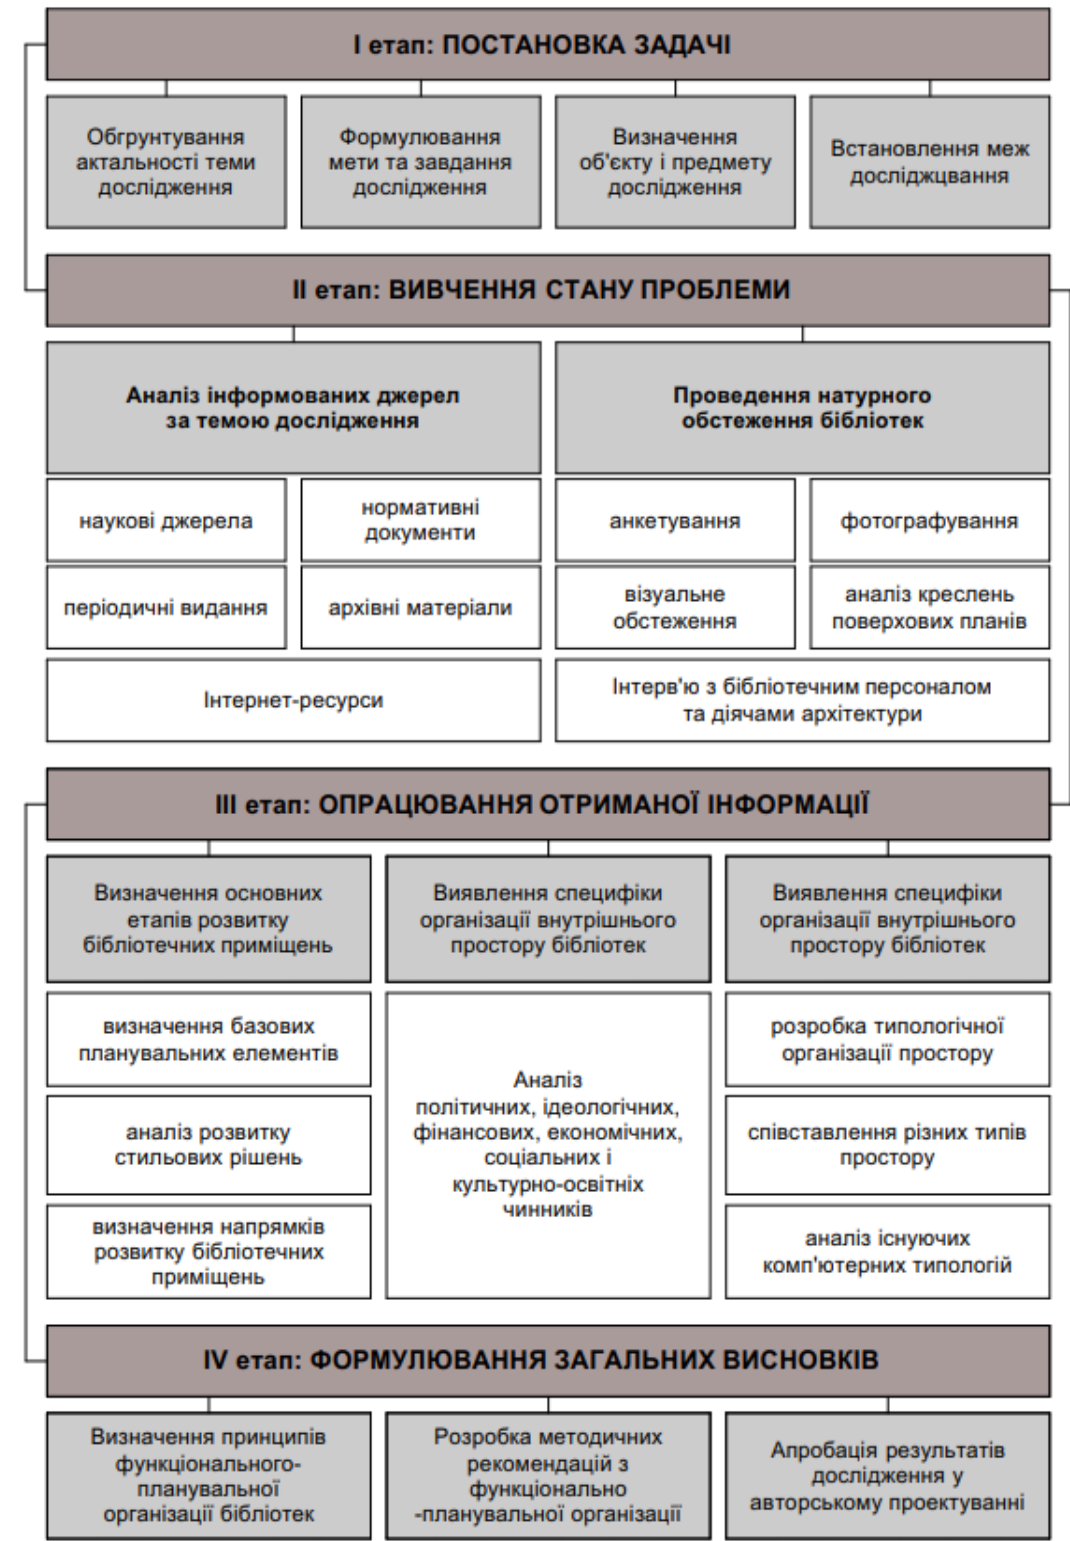 I етап: ПОСТАНОВКА ЗАДАЧІ
Обгрунтування
актальності теми
дослідження
Формулювання
мети та завдання
дослідження
Визначення
об'єкту і предмету
дослідження
Встановлення меж
досліджцвання
II етап: ВИВЧЕННЯ СТАНУ ПРОБЛЕМИ
Аналіз інформованих джерел
за темою дослідження
Проведення натурного
обстеження бібліотек
наукові джерела
нормативні
документи
анкетування
фотографування
періодичні видання
архівні матеріали
візуальне
обстеження
аналіз креслень
поверхових планів
Інтернет-ресурси
Інтерв'ю з бібліотечним персоналом
та діячами архітектури
III етап: ОПРАЦЮВАННЯ ОТРИМАНОЇ ІНФОРМАЦІЇ
Визначення основних
етапів розвитку
бібліотечних приміщень
Виявлення специфіки
організації внутрішнього
простору бібліотек
Виявлення специфіки
організації внутрішнього
простору бібліотек
визначення базових
планувальних елементів
аналіз розвитку
стильових рішень
визначення напрямків
розвитку бібліотечних
приміщень
Аналіз
політичних, ідеологічних,
фінансових, економічних,
соціальних і
культурно-освітніх
чинників
розробка типологічної
організації простору
співставлення різних типів
простору
аналіз існуючих
комп'ютерних типологій
IV етап: ФОРМУЛЮВАННЯ ЗАГАЛЬНИХ ВИСНОВКІВ
Визначення принципів
функціонального-
планувальної
організації бібліотек
Розробка методичних
рекомендацій з
функціонально
-планувальної організації
Апробація результатів
дослідження у
авторському проектуванні